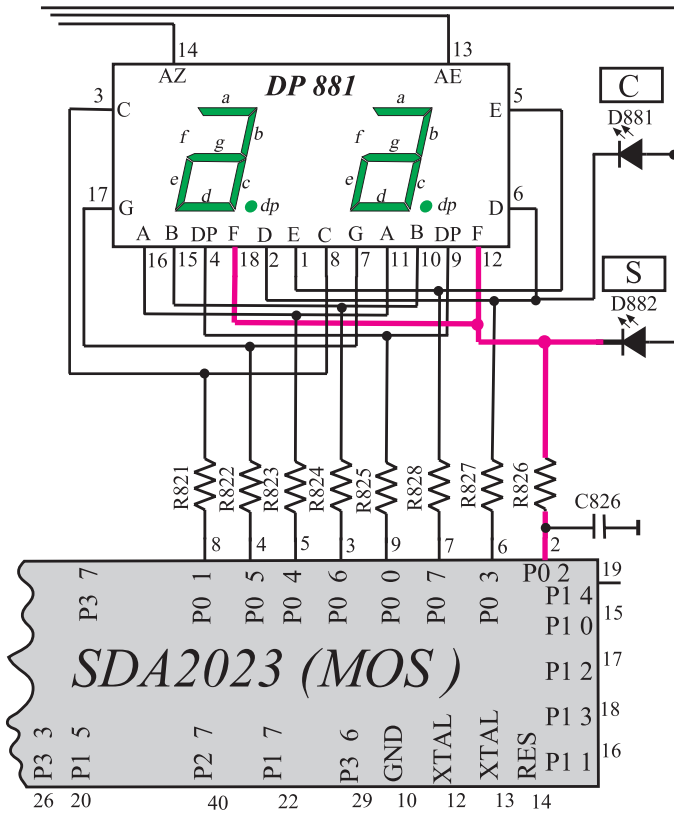 14 13
AZ DP 881 AE
3 C E 5
a a
f b f b
g g
e c e c
d dp d dp
17 G D 6
A B DP F D E C G A B DP F
16 15 4 18 2 1 8 7 11 10 9 12
C
D881
S
D882
R821 R822 R823 R824 R825 R828 R827 R826
C826
8 4 5 3 9 7 6 2
P3 7 P0 1 P0 5 P0 4 P0 6 P0 0 P0 7 P0 3 P0 2
19
P1 4
15
P1 0
17
P1 2
18
P1 3
16
P1 1
SDA2023 (MOS )
P3 3 P1 5 P2 7 P1 7 P3 6 GND XTAL XTAL RES
26 20 40 22 29 10 12 13 14